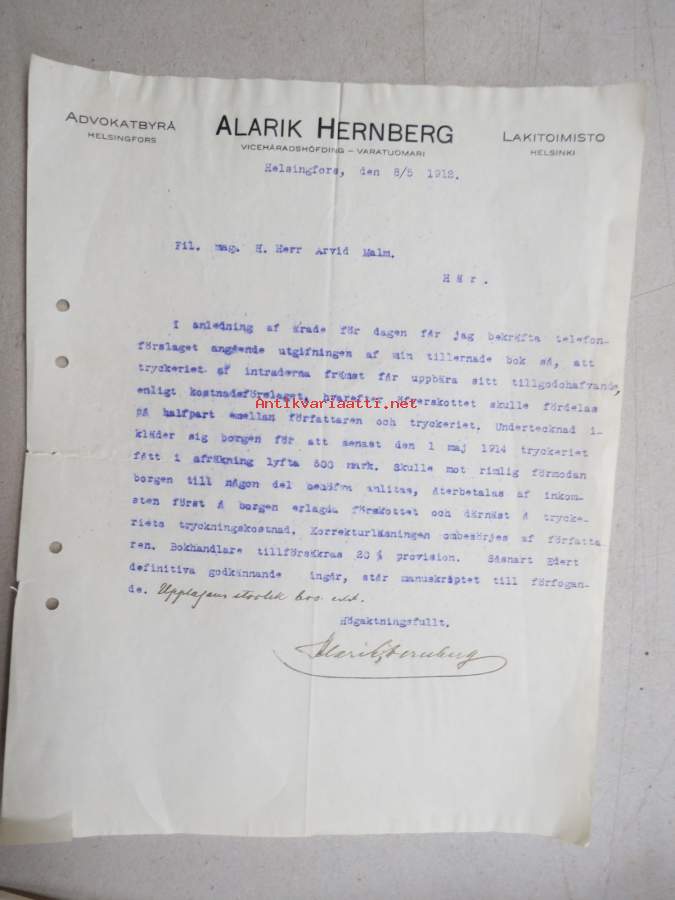 ADVOKATBYRÅ
HELSINGFORS
ALARIK HERNBERG
VICEHÄRADSHÖFDING – VARATUOMARI
LAKITOIMISTO
HELSINKI
Helsingfors, den 8/5 1912.
Fil. mag. H. Herr Arvid Malm.
Här.
I anledning af ärade för dagen får jag bekräfta telefon-
förslaget angående utgifningen af min tillernade bok så, att
tryckeriet af intraderna främst får uppbära sitt tillgodohafvande,
enligt kostnadsförslaget, hvarefter öfverskottet skulle fördelas
Antikvariaatti.net
på halfpart emellan författaren och tryckeriet. Undertecknad i-
kläder sig borgen för att senast den 1 maj 1914 tryckeriet
fått i afräkning lyfta 500 mark. Skulle mot rimlig förmodan
borgen till någon del behöfva anlitas, återbetalas af inkom-
sten först å borgen erlagda förskottet och därnäst å trycke-
riets tryckningskostnad. Korrekturläsningen ombesörjes af författa
ren. Bokhandlare tillförsäkras 20 % provision. Såsnart Edert
definitiva godkännande ingår, står manuskriptet till förfogan-
de. Upplagans storlek
Högaktningsfullt.
Alarik Hernberg